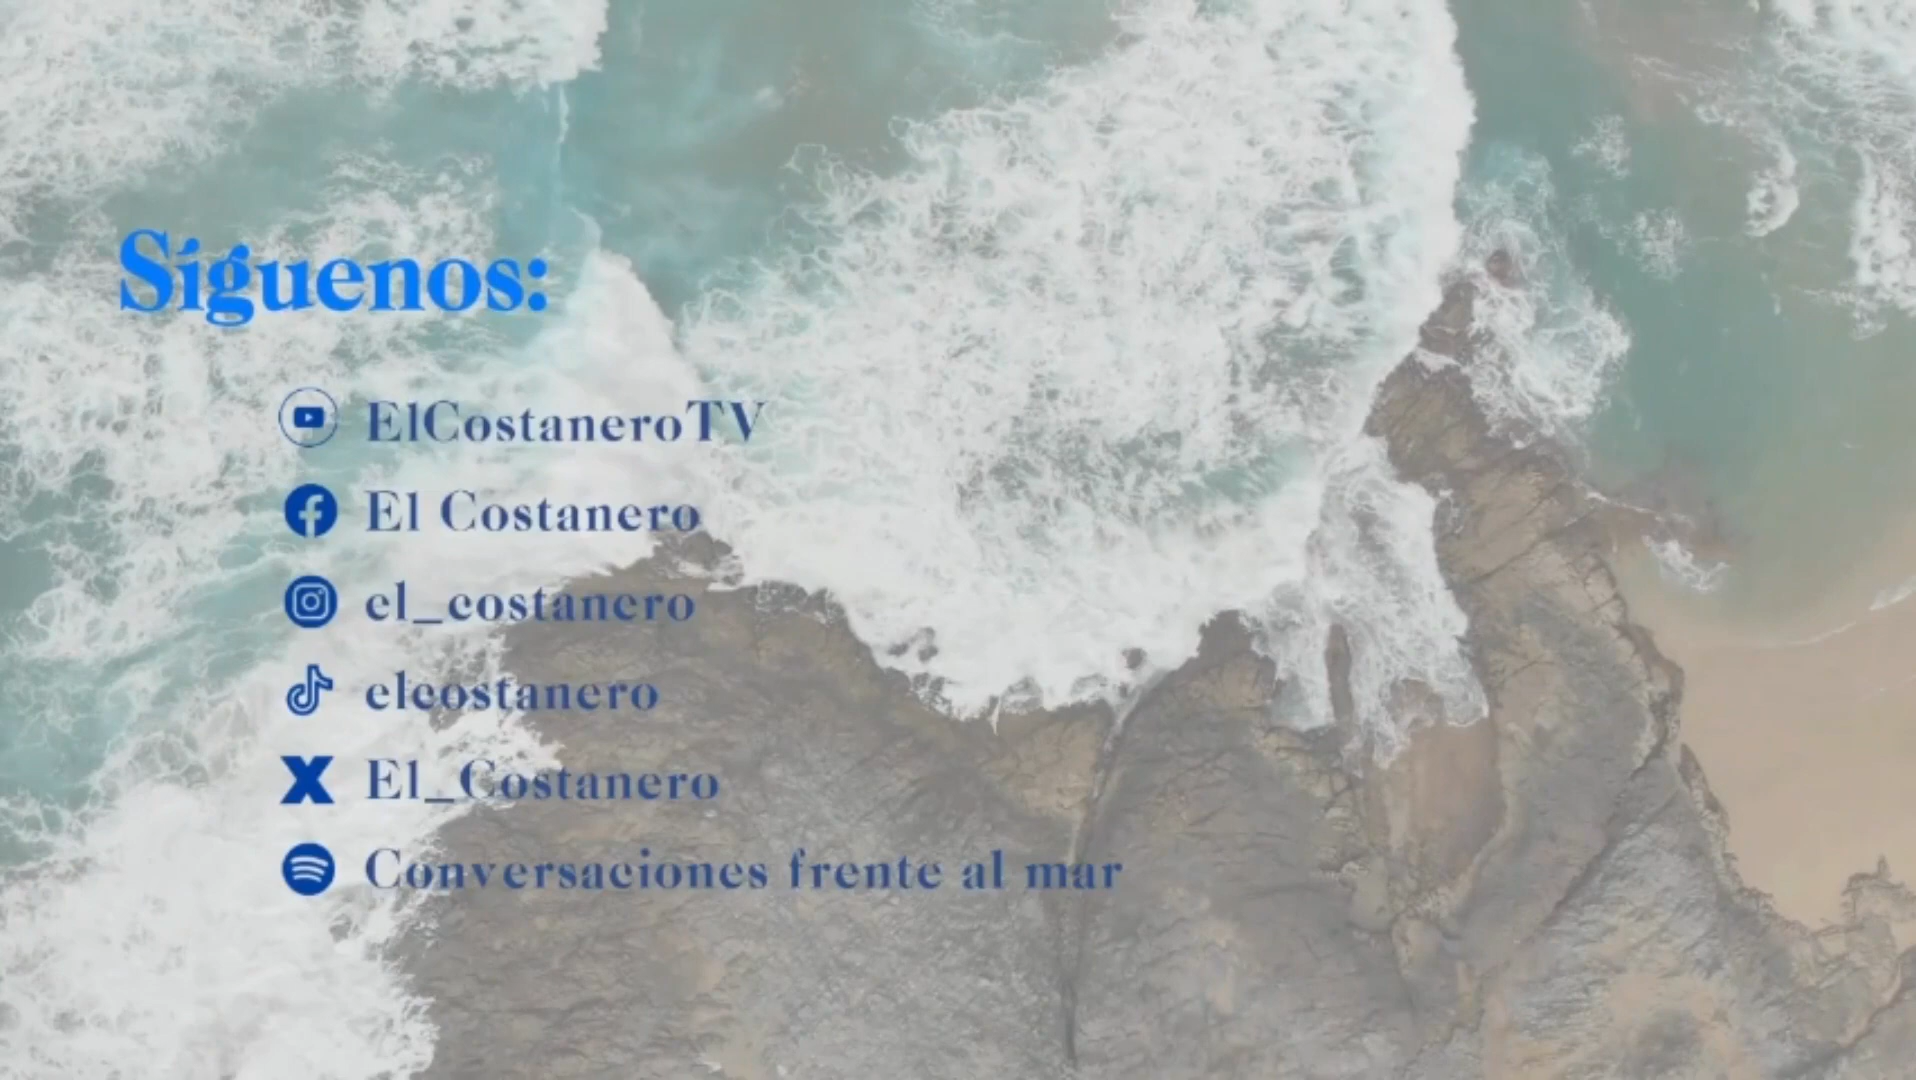 Síguenos:
ElCostaneroTV
El Costanero
el_costanero
elcostanero
El_Costanero
Conversaciones frente al mar